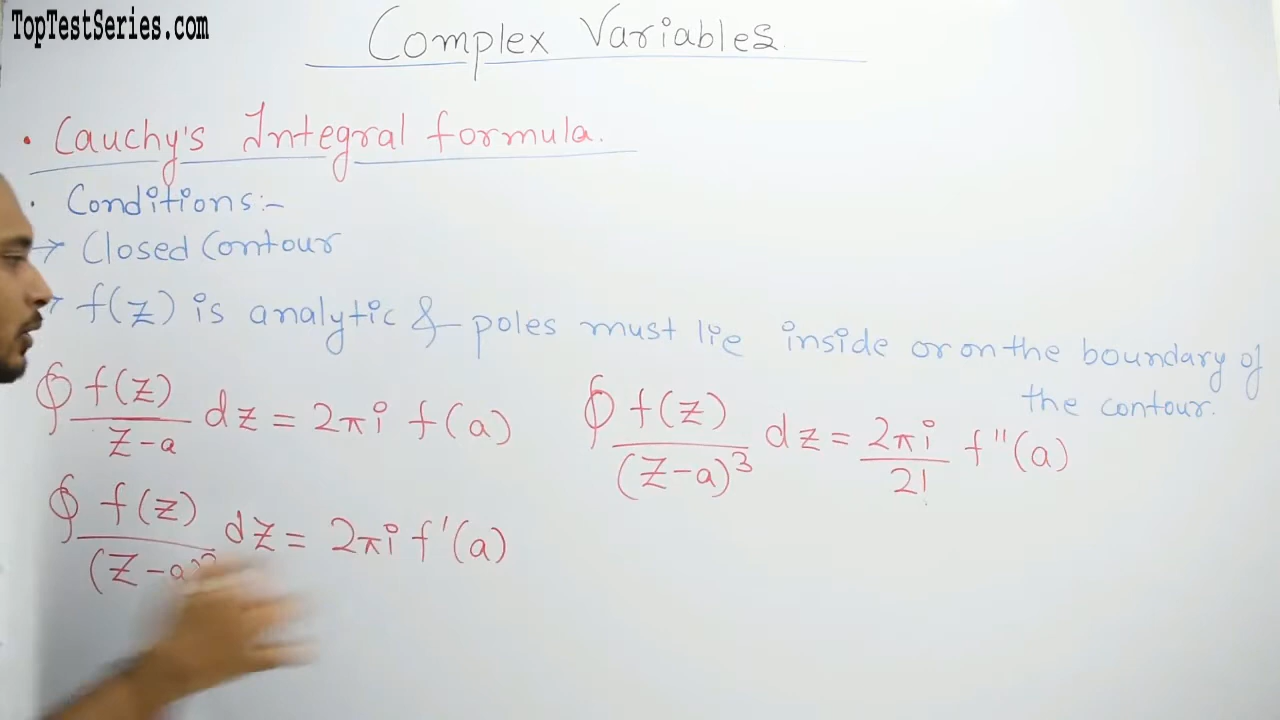 TopTestSeries.com
Complex Variables
• Cauchy's Integral formula.
• Conditions:-
→ Closed Contour
→ f(z) is analytic & poles must lie inside or on the boundary of
the contour.
∮ f(z)/(z-a) dz = 2πi f(a)
∮ f(z)/(z-a)³ dz = 2πi/2! f''(a)
∮ f(z)/(z-a)² dz = 2πi f'(a)